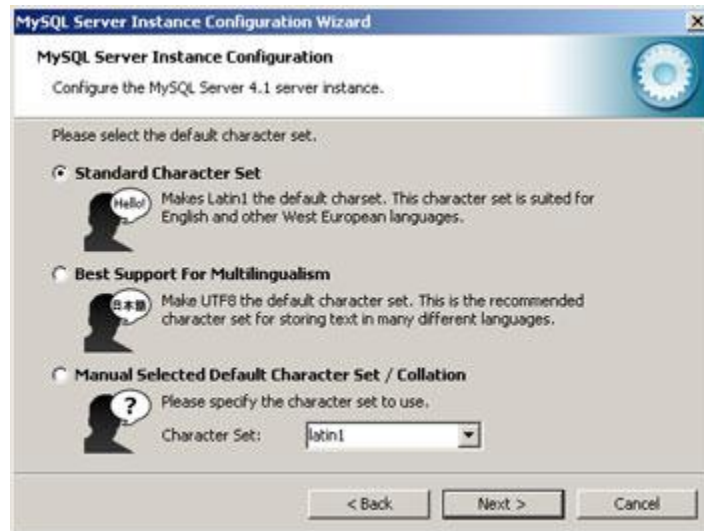 MySQL Server Instance Configuration Wizard
MySQL Server Instance Configuration
Configure the MySQL Server 4.1 server instance.
Please select the default character set.
Standard Character Set
Hello!
Makes Latin1 the default charset. This character set is suited for
English and other West European languages.
Best Support For Multilingualism
日本語
Make UTF8 the default character set. This is the recommended
character set for storing text in many different languages.
Manual Selected Default Character Set / Collation
?
Please specify the character set to use.
Character Set: latin1
< Back Next > Cancel